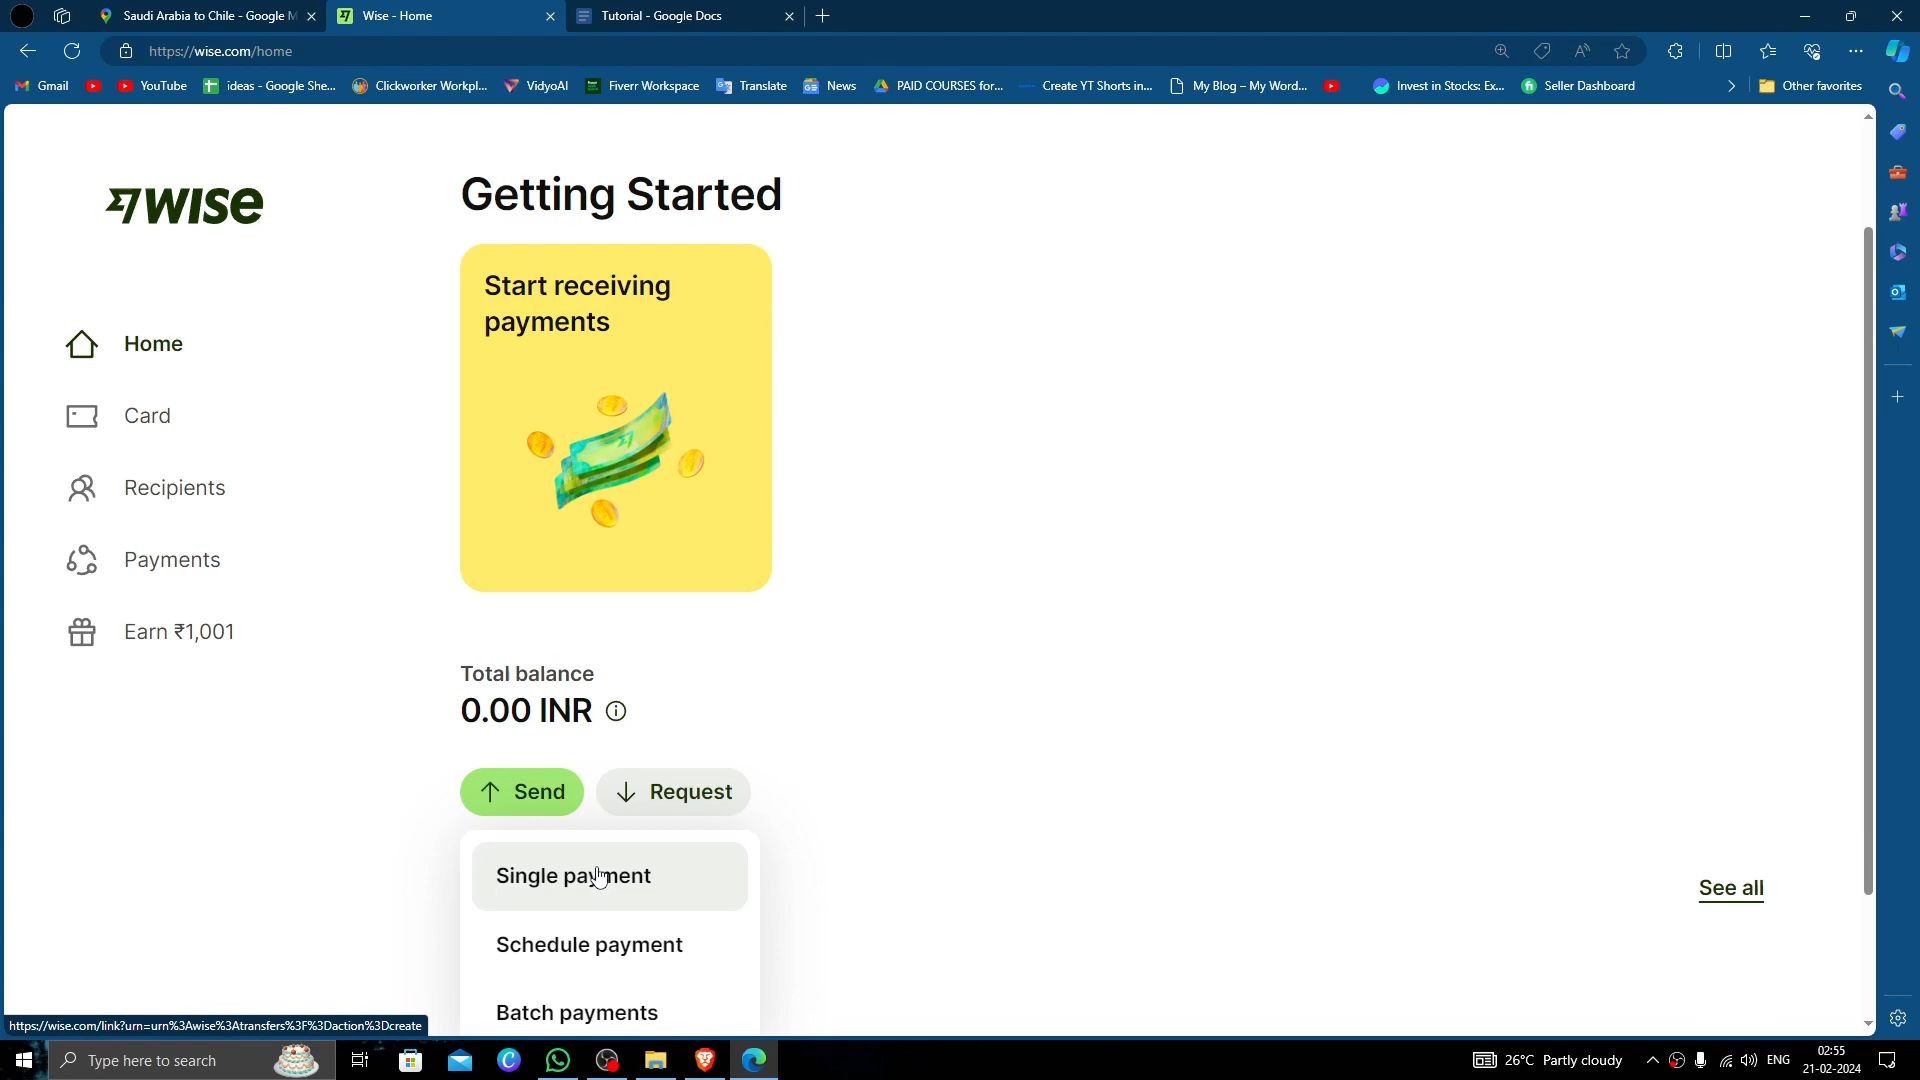 Saudi Arabia to Chile - Google M
Wise - Home
Tutorial - Google Docs
https://wise.com/home
Gmail
YouTube
ideas - Google She...
Clickworker Workpl...
VidyoAI
Fiverr Workspace
Translate
News
PAID COURSES for...
Create YT Shorts in...
My Blog – My Word...
Invest in Stocks: Ex...
Seller Dashboard
Other favorites
WISE
Home
Card
Recipients
Payments
Earn ₹1,001
Getting Started
Start receiving
payments
Total balance
0.00 INR
Send
Request
Single payment
Schedule payment
Batch payments
See all
https://wise.com/link?urn=urn%3Awise%3Atransfers%3F%3Daction%3Dcreate
Type here to search
26°C Partly cloudy
ENG
02:55
21-02-2024